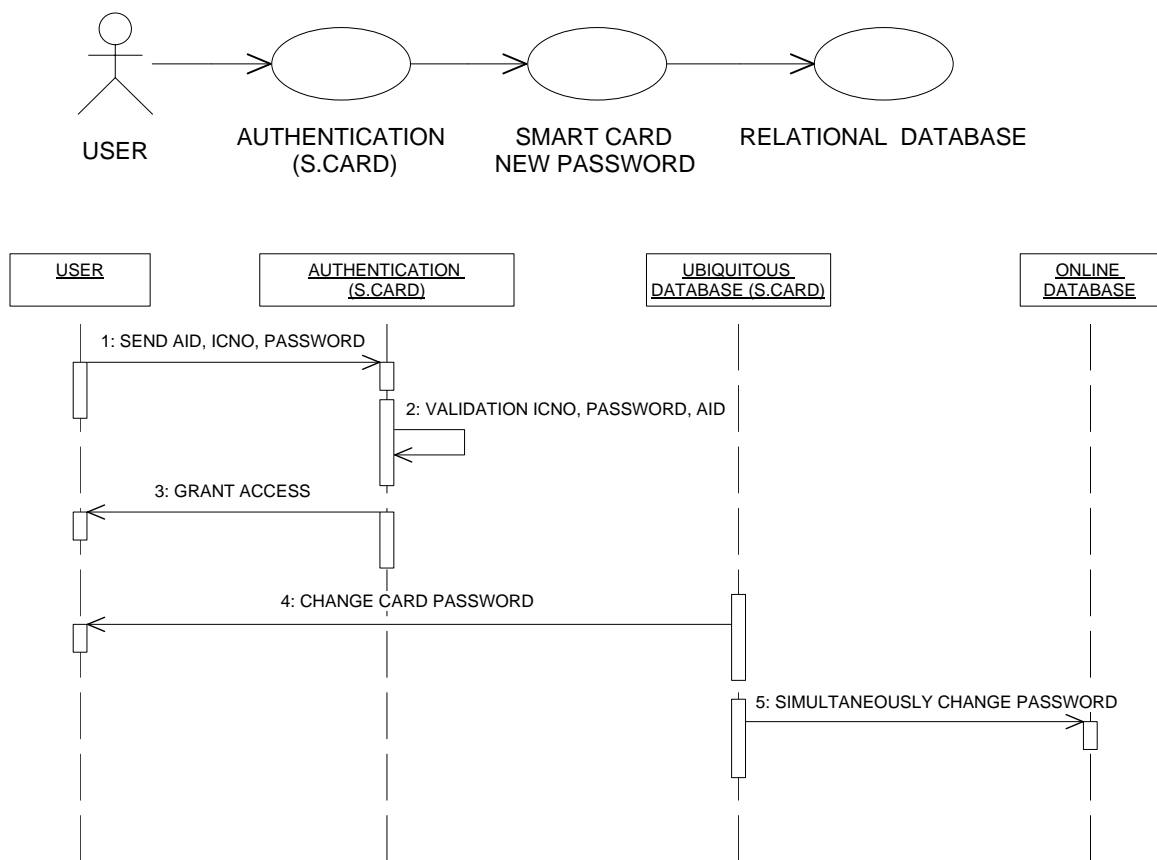 USER
AUTHENTICATION
(S.CARD)
SMART CARD
NEW PASSWORD
RELATIONAL DATABASE
USER
AUTHENTICATION
(S.CARD)
UBIQUITOUS
DATABASE (S.CARD)
ONLINE
DATABASE
1: SEND AID, ICNO, PASSWORD
2: VALIDATION ICNO, PASSWORD, AID
3: GRANT ACCESS
4: CHANGE CARD PASSWORD
5: SIMULTANEOUSLY CHANGE PASSWORD